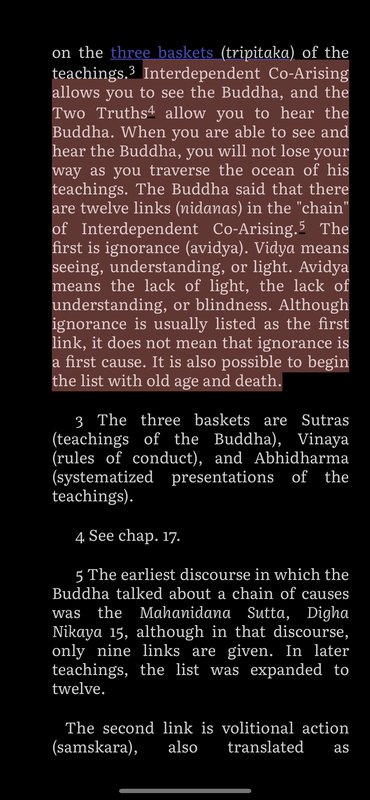 on the three baskets (tripitaka) of the
teachings.3 Interdependent Co-Arising
allows you to see the Buddha, and the
Two Truths4 allow you to hear the
Buddha. When you are able to see and
hear the Buddha, you will not lose your
way as you traverse the ocean of his
teachings. The Buddha said that there
are twelve links (nidanas) in the "chain"
of Interdependent Co-Arising.5 The
first is ignorance (avidya). Vidya means
seeing, understanding, or light. Avidya
means the lack of light, the lack of
understanding, or blindness. Although
ignorance is usually listed as the first
link, it does not mean that ignorance is
a first cause. It is also possible to begin
the list with old age and death.
3 The three baskets are Sutras
(teachings of the Buddha), Vinaya
(rules of conduct), and Abhidharma
(systematized presentations of the
teachings).
4 See chap. 17.
5 The earliest discourse in which the
Buddha talked about a chain of causes
was the Mahanidana Sutta, Digha
Nikaya 15, although in that discourse,
only nine links are given. In later
teachings, the list was expanded to
twelve.
The second link is volitional action
(samskara), also translated as